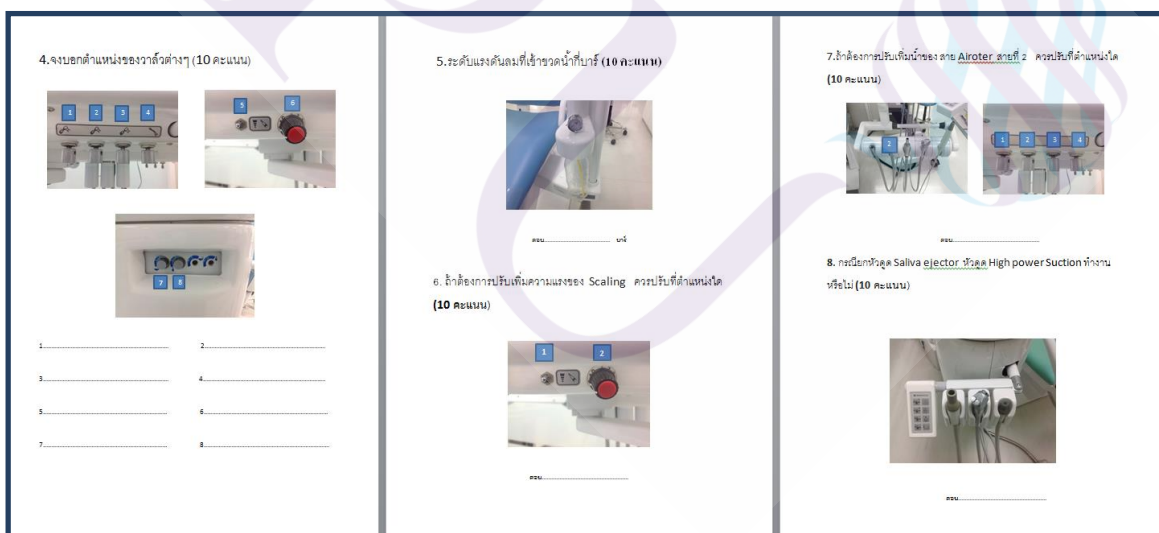 4.จงบอกตำแหน่งของวาล์วต่างๆ (10 คะแนน)
1 2 3 4
5 6
7 8
1 2
3 4
5 6
7 8
5.ระดับแรงดันลมที่เข้าขวดน้ำกี่บาร์ (10 คะแนน)
ตอบ บาร์
6. ถ้าต้องการปรับเพิ่มความแรงของ Scaling ควรปรับที่ตำแหน่งใด
(10 คะแนน)
1 2
ตอบ
7.ถ้าต้องการปรับเพิ่มน้ำของ สาย Airoter สายที่ 2 ควรปรับที่ตำแหน่งใด
(10 คะแนน)
2
1 2 3 4
ตอบ
8. กรณียกหัวดูด Saliva ejector หัวดูด High power Suction ทำงาน
หรือไม่ (10 คะแนน)
ตอบ